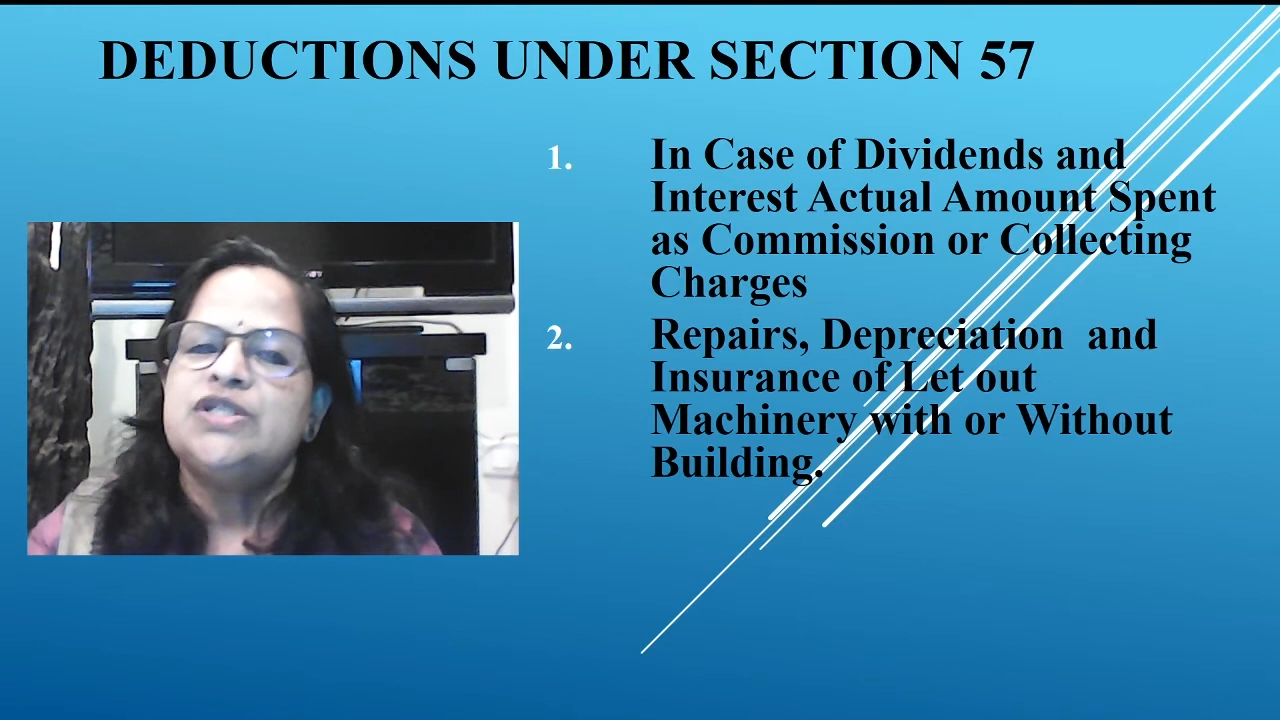 DEDUCTIONS UNDER SECTION 57
1. In Case of Dividends and
Interest Actual Amount Spent
as Commission or Collecting
Charges
2. Repairs, Depreciation and
Insurance of Let out
Machinery with or Without
Building.